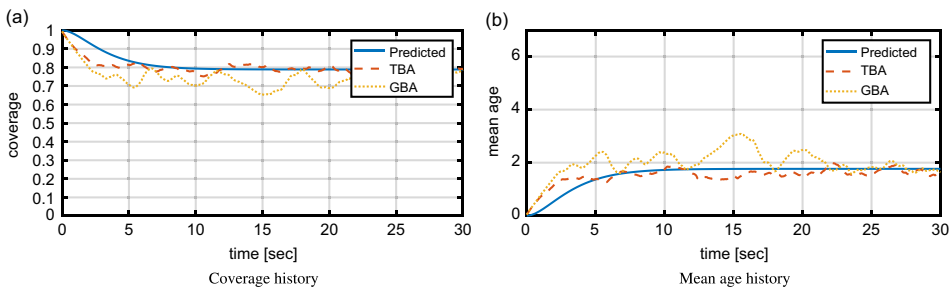 (a)
1
0.9
0.8
0.7
0.6
0.5
0.4
0.3
0.2
0.1
0
coverage
Predicted
TBA
GBA
0 5 10 15 20 25 30
time [sec]
Coverage history
(b)
6
4
2
0
mean age
Predicted
TBA
GBA
0 5 10 15 20 25 30
time [sec]
Mean age history